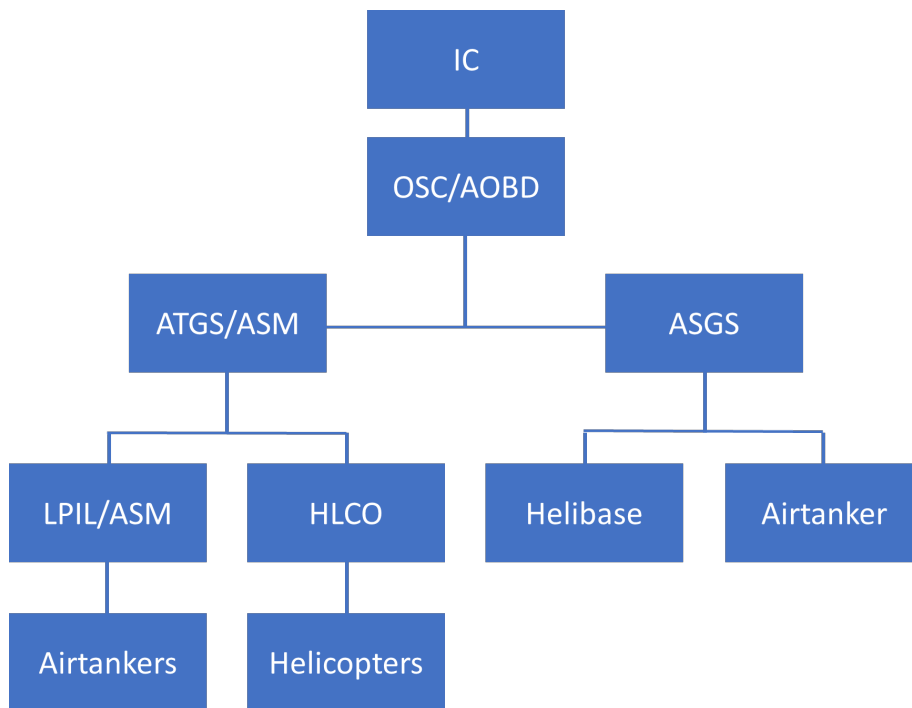 IC
OSC/AOBD
ATGS/ASM
ASGS
LPIL/ASM
HLCO
Helibase
Airtanker
Airtankers
Helicopters